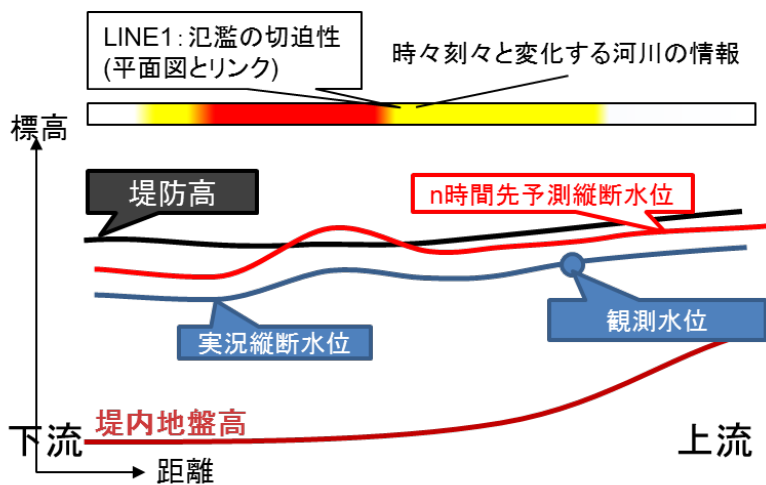 LINE1：氾濫の切迫性
(平面図とリンク)
時々刻々と変化する河川の情報
標高
堤防高
n時間先予測縦断水位
実況縦断水位
観測水位
堤内地盤高
下流
上流
距離